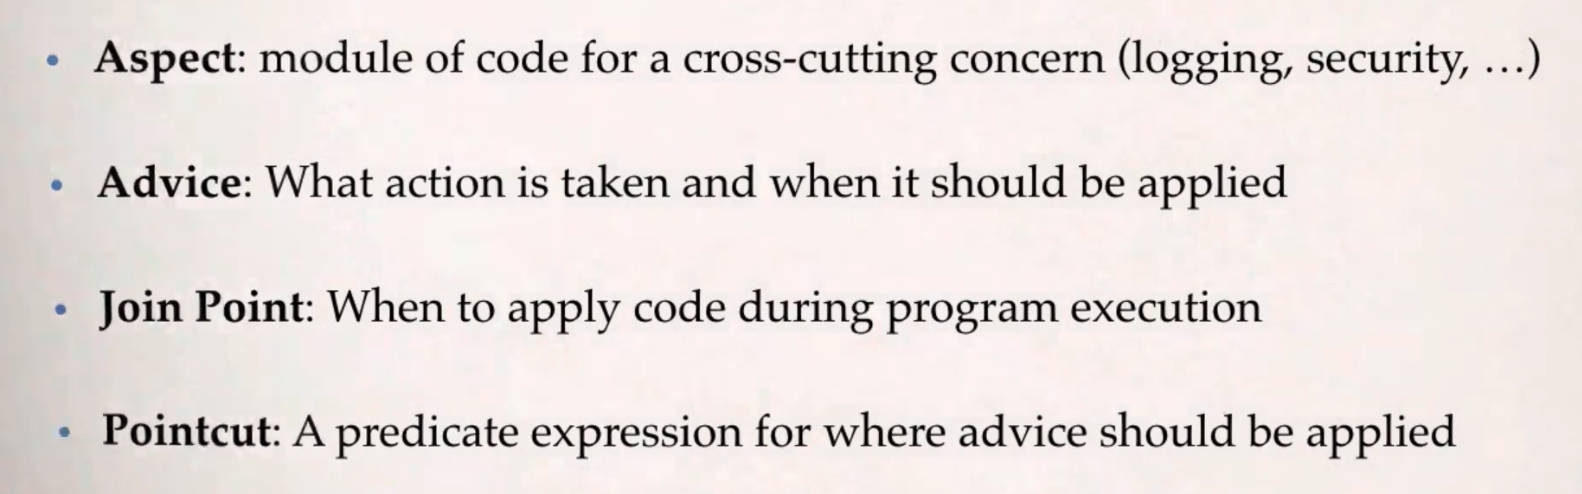 • Aspect: module of code for a cross-cutting concern (logging, security, …)
• Advice: What action is taken and when it should be applied
• Join Point: When to apply code during program execution
• Pointcut: A predicate expression for where advice should be applied